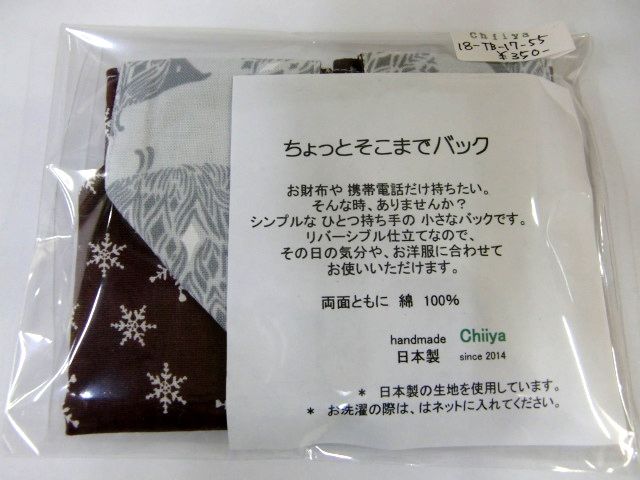 Chiiya
18-TB-17-55
¥350-
ちょっとそこまでバック
お財布や 携帯電話だけ持ちたい。
そんな時、ありませんか？
シンプルな ひとつ持ち手の 小さなバックです。
リバーシブル仕立てなので、
その日の気分や、お洋服に合わせて
お使いいただけます。
両面ともに 綿 100％
handmade Chiiya
日本製 since 2014
* 日本製の生地を使用しています。
* お洗濯の際は、はネットに入れてください。